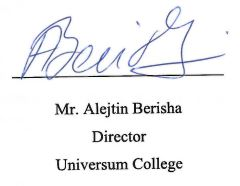 Mr. Alejtin Berisha
Director
Universum College